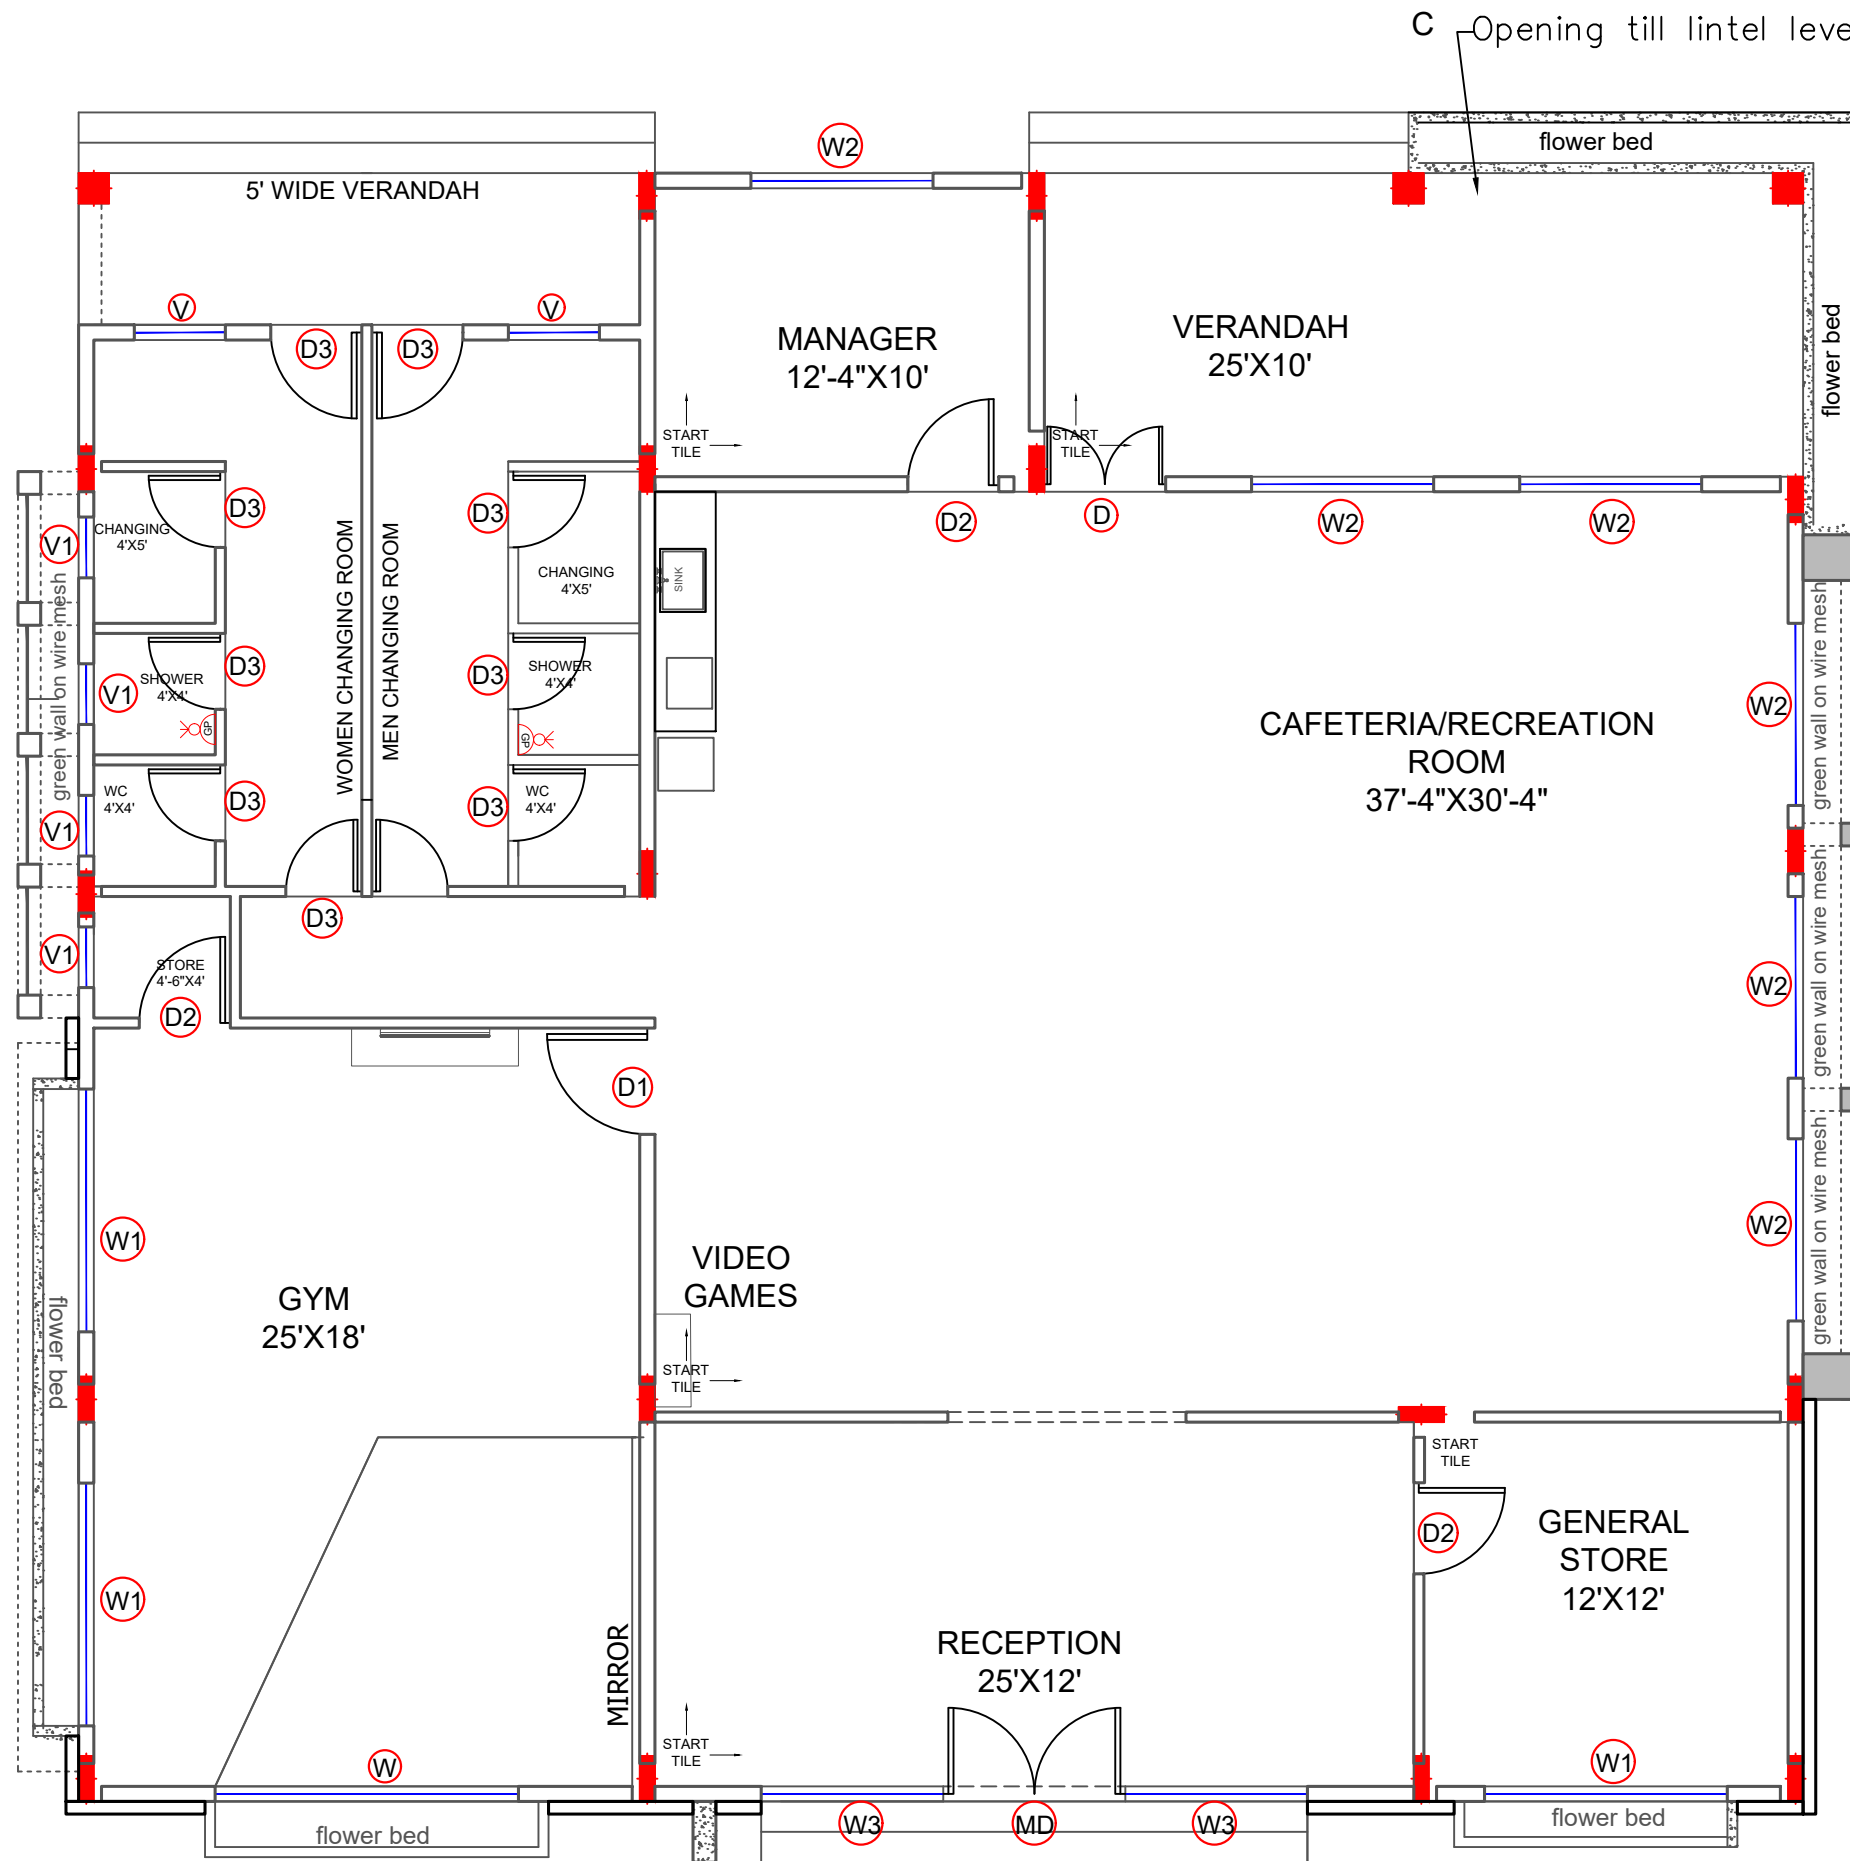 C
Opening till lintel leve
flower bed
W2
5' WIDE VERANDAH
V
V
D3
D3
MANAGER
12'-4"X10'
VERANDAH
25'X10'
flower bed
START
TILE
START
TILE
D2
D
W2
W2
V1
CHANGING
4'X5'
D3
D3
CHANGING
4'X5'
SINK
WOMEN CHANGING ROOM
MEN CHANGING ROOM
green wall on wire mesh
green wall on wire mesh
V1
SHOWER
4'X4'
D3
D3
SHOWER
4'X4'
GP
GP
W2
CAFETERIA/RECREATION
ROOM
37'-4"X30'-4"
V1
WC
4'X4'
D3
D3
WC
4'X4'
D3
V1
STORE
4'-6"X4'
D2
W2
green wall on wire mesh
D1
W1
W2
green wall on wire mesh
VIDEO
GAMES
GYM
25'X18'
flower bed
START
TILE
START
TILE
D2
GENERAL
STORE
12'X12'
W1
MIRROR
RECEPTION
25'X12'
START
TILE
W
W1
W3
MD
W3
flower bed
flower bed